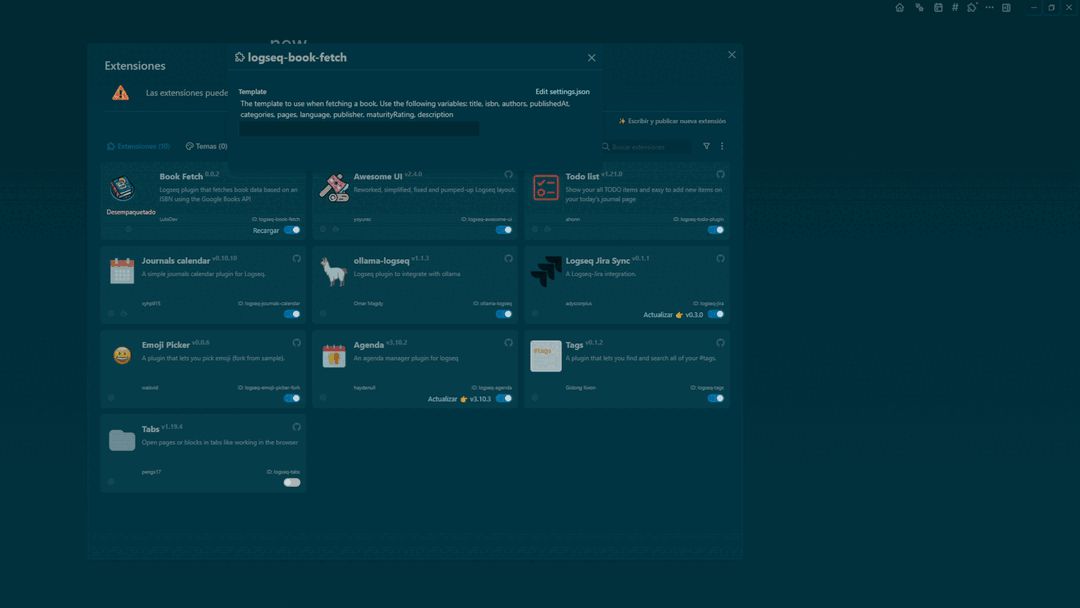 now
Extensiones
logseq-book-fetch
Las extensiones puede
Template
Edit settings.json
The template to use when fetching a book. Use the following variables: title, isbn, authors, publishedAt,
categories, pages, language, publisher, maturityRating, description
✨ Escribir y publicar nueva extensión
Extensiones (10)
Temas (0)
Buscar extensiones
Book Fetch 0.0.2
Logseq plugin that fetches book data based on an
ISBN using the Google Books API
Desempaquetado
LuloDev
ID: logseq-book-fetch
Recargar
Awesome UI v2.4.0
Reworked, simplified, fixed and pumped-up Logseq layout.
yoyurec
ID: logseq-awesome-ui
Todo list v1.21.0
Show your all TODO items and easy to add new items on
your today's journal page
ahonn
ID: logseq-todo-plugin
Journals calendar v0.10.10
A simple journals calendar plugin for Logseq.
xyhp915
ID: logseq-journals-calendar
ollama-logseq v1.1.3
Logseq plugin to integrate with ollama
Omar Magdy
ID: ollama-logseq
Logseq Jira Sync v0.1.1
A Logseq-Jira integration.
adyscorpius
ID: logseq-jira
Actualizar 👉 v0.3.0
Emoji Picker v0.0.6
A plugin that lets you pick emoji (fork from sample).
ID: logseq-emoji-picker-fork
Agenda v3.10.2
An agenda manager plugin for logseq
haydenull
ID: logseq-agenda
Actualizar 👉 v3.10.3
#tags
Tags v0.1.2
A plugin that lets you find and search all of your #tags.
ID: logseq-tags
Tabs v1.19.4
Open pages or blocks in tabs like working in the browser
pengx17
ID: logseq-tabs